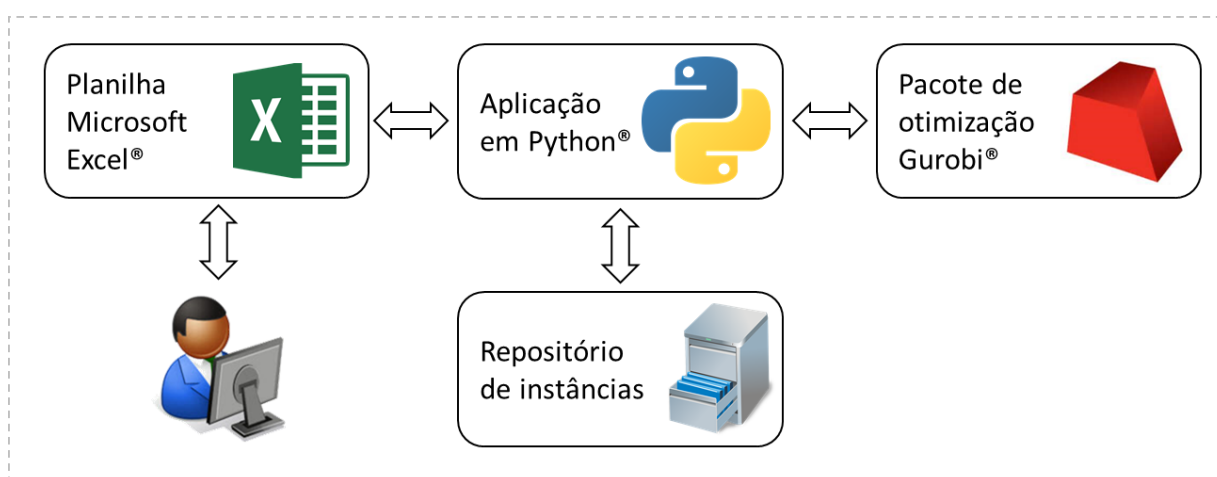 Planilha
Microsoft
Excel®
X
Aplicação
em Python®
Pacote de
otimização
Gurobi®
Repositório
de instâncias